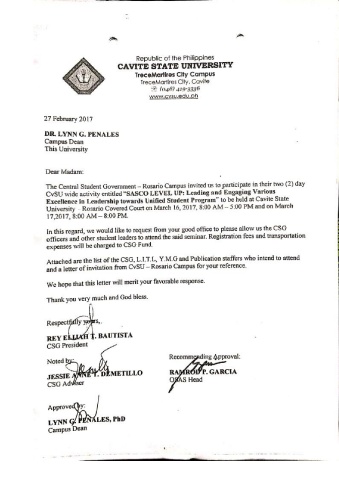 Republic of the Philippines
CAVITE STATE UNIVERSITY
TreceMartires City Campus
TreceMartires City, Cavite
www.cvsu.edu.ph
27 February 2017
DR. LYNN G. PENALES
Campus Dean
This University
Dear Madam:
The Central Student Government – Rosario Campus invited us to participate in their two (2) day
CvSU wide activity entitled "SASCO LEVEL UP: Leading and Engaging Various
Excellence in Leadership towards Unified Student Program" to be held at Cavite State
University – Rosario Covered Court on March 16, 2017, 8:00 AM – 5:00 PM and on March
17,2017, 8:00 AM – 8:00 PM.
In this regard, we would like to request from your good office to please allow us the CSG
officers and other student leaders to attend the said seminar. Registration fees and transportation
expenses will be charged to CSG Fund.
Attached are the list of the CSG, L.I.T.I., Y.M.G and Publication staffers who intend to attend
and a letter of invitation from CvSU – Rosario Campus for your reference.
We hope that this letter will merit your favorable response.
Thank you very much and God bless.
Respectfully yours,
REY ELIJAH T. BAUTISTA
CSG President
Noted by:
Recommending Approval:
JESSIE ANNE T. DEMETILLO
P. GARCIA
CSG Adviser
OSAS Head
Approved by:
LYNN G. PENALES, PhD
Campus Dean